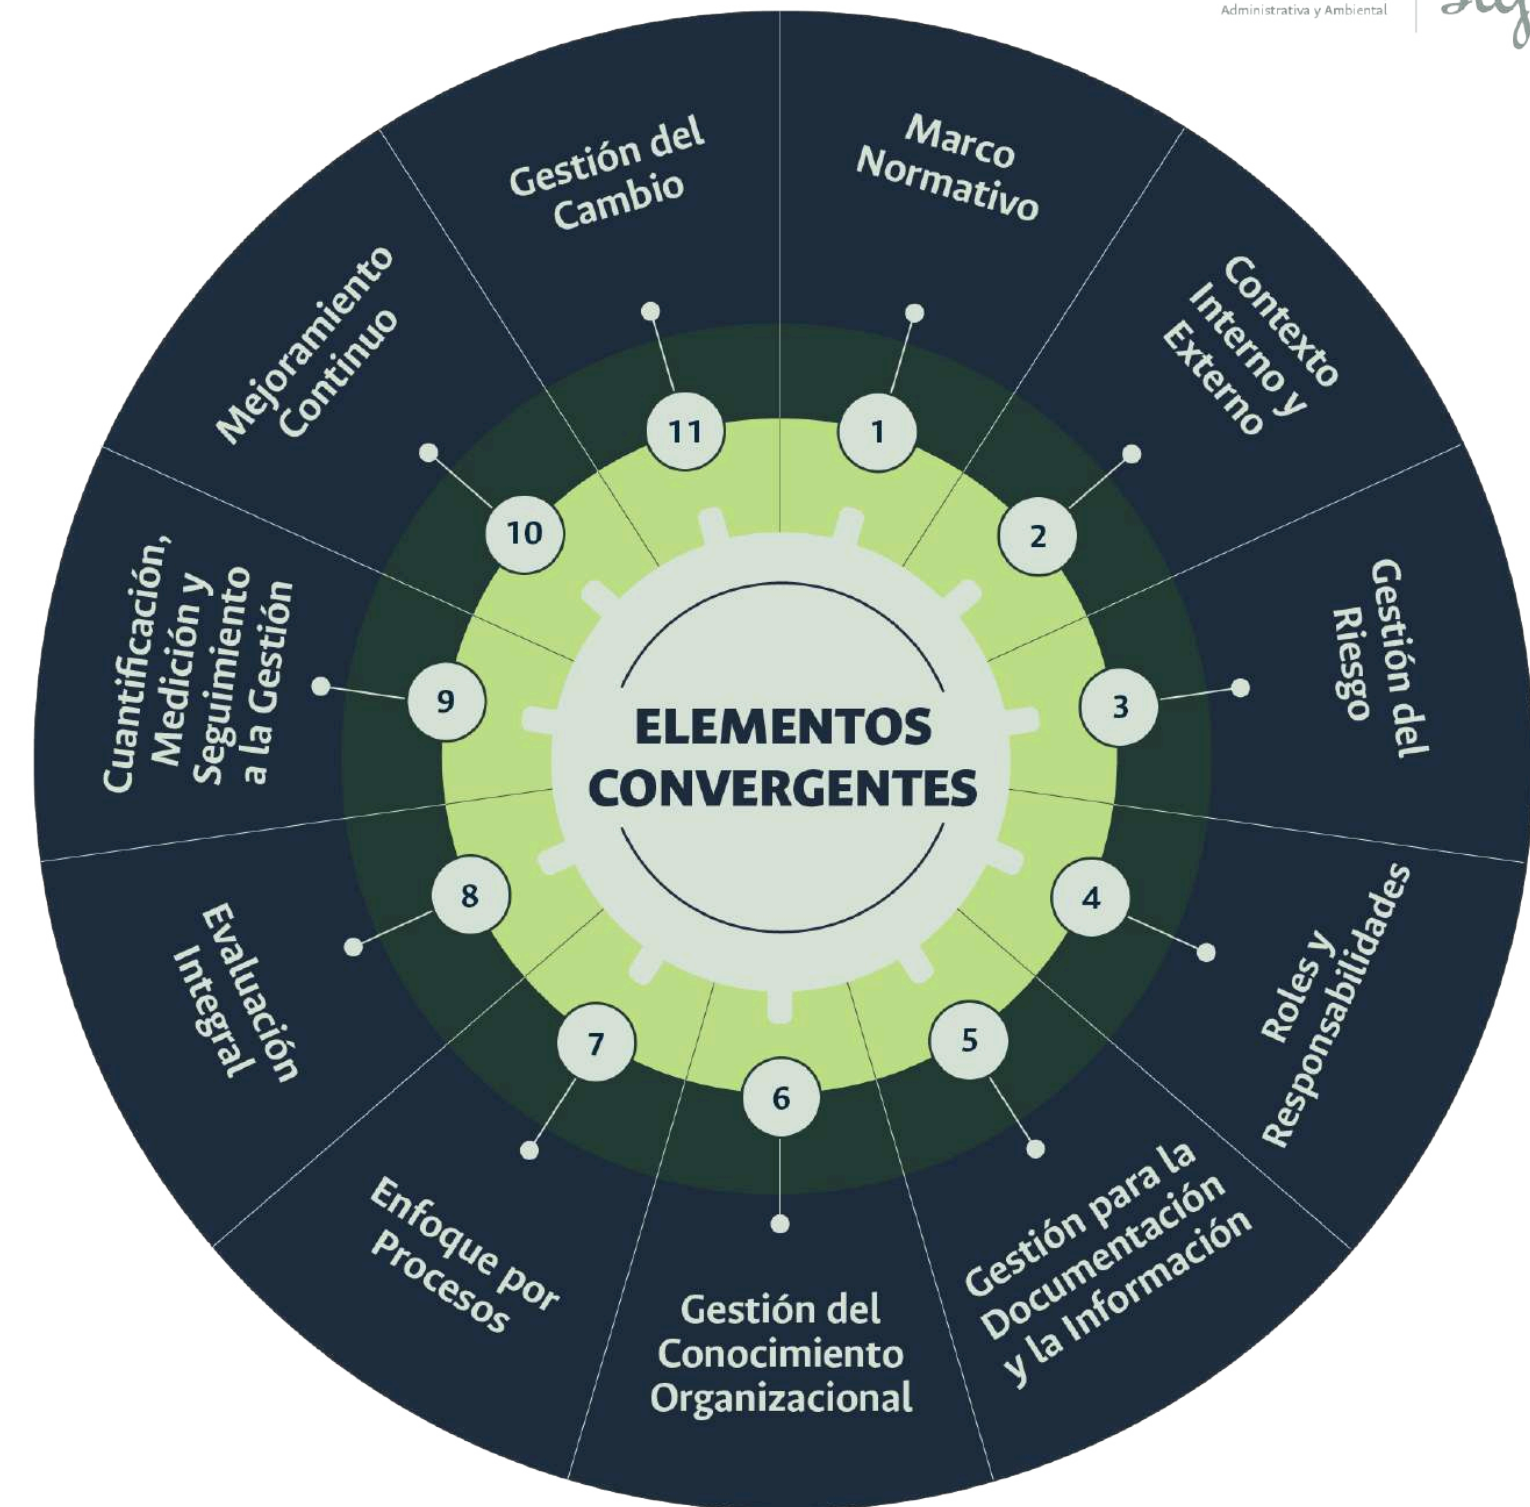 Administrativa y Ambiental
ELEMENTOS
CONVERGENTES
1
Marco
Normativo
2
Contexto
Interno y
Externo
3
Gestión del
Riesgo
4
Roles y
Responsabilidades
5
Gestión para la
Documentación
y la Información
6
Gestión del
Conocimiento
Organizacional
7
Enfoque por
Procesos
8
Evaluación
Integral
9
Cuantificación,
Medición y
Seguimiento
a la Gestión
10
Mejoramiento
Continuo
11
Gestión del
Cambio